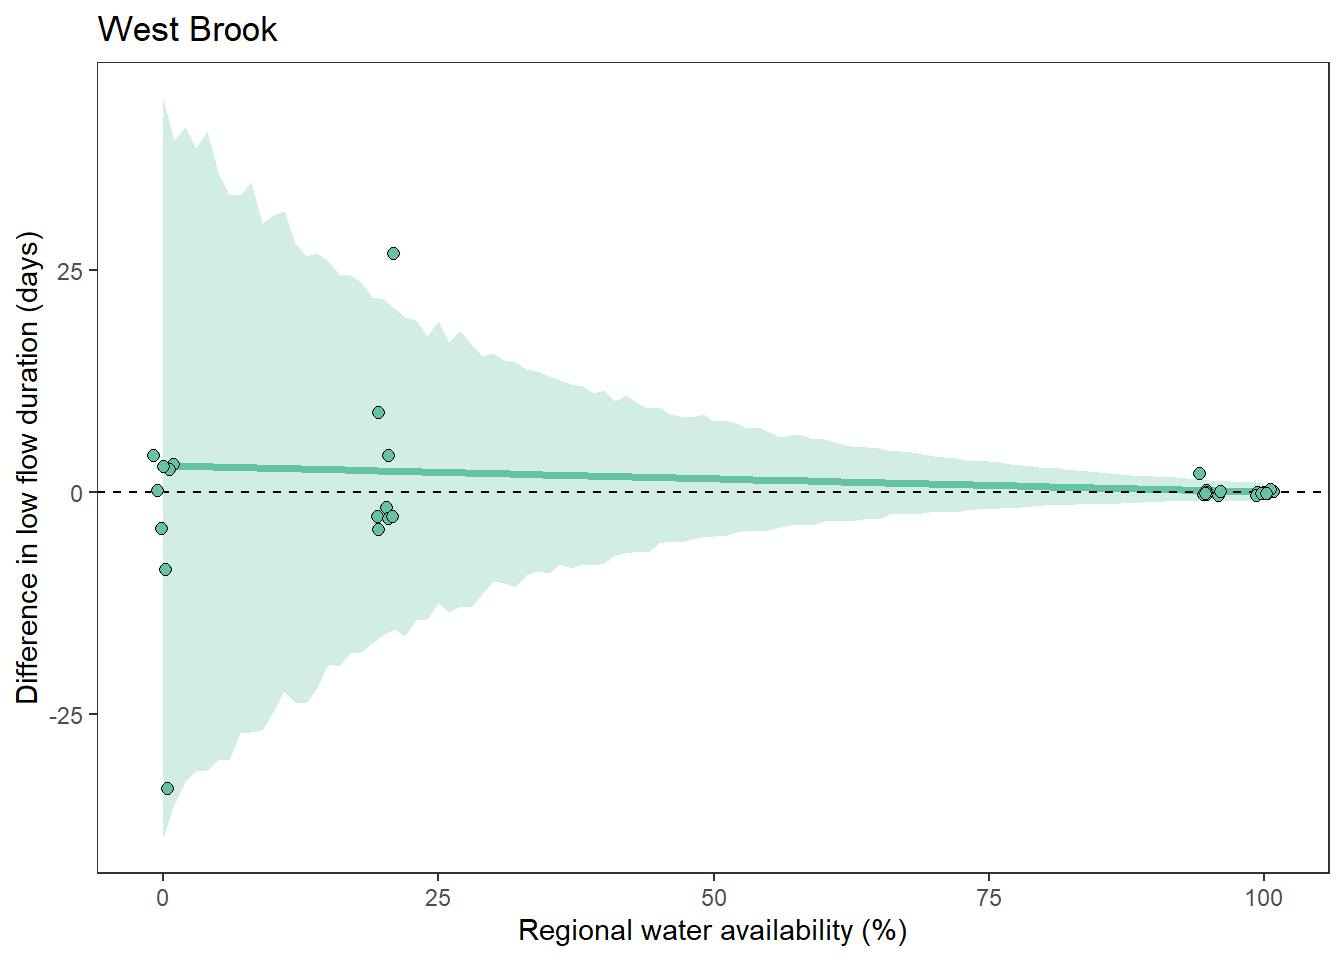 West Brook
Difference in low flow duration (days)
25
0
-25
0 25 50 75 100
Regional water availability (%)